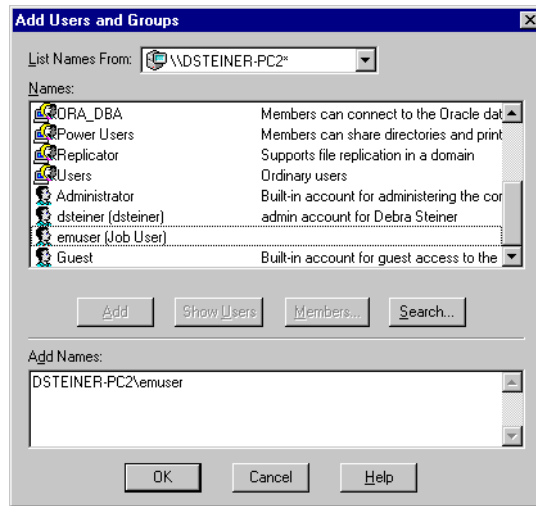 Add Users and Groups
List Names From: \\DSTEINER-PC2*
Names:
ORA_DBA Members can connect to the Oracle dat
Power Users Members can share directories and print
Replicator Supports file replication in a domain
Users Ordinary users
Administrator Built-in account for administering the cor
dsteiner (dsteiner) admin account for Debra Steiner
emuser (Job User)
Guest Built-in account for guest access to the
Add Show Users Members... Search...
Add Names:
DSTEINER-PC2\emuser
OK Cancel Help